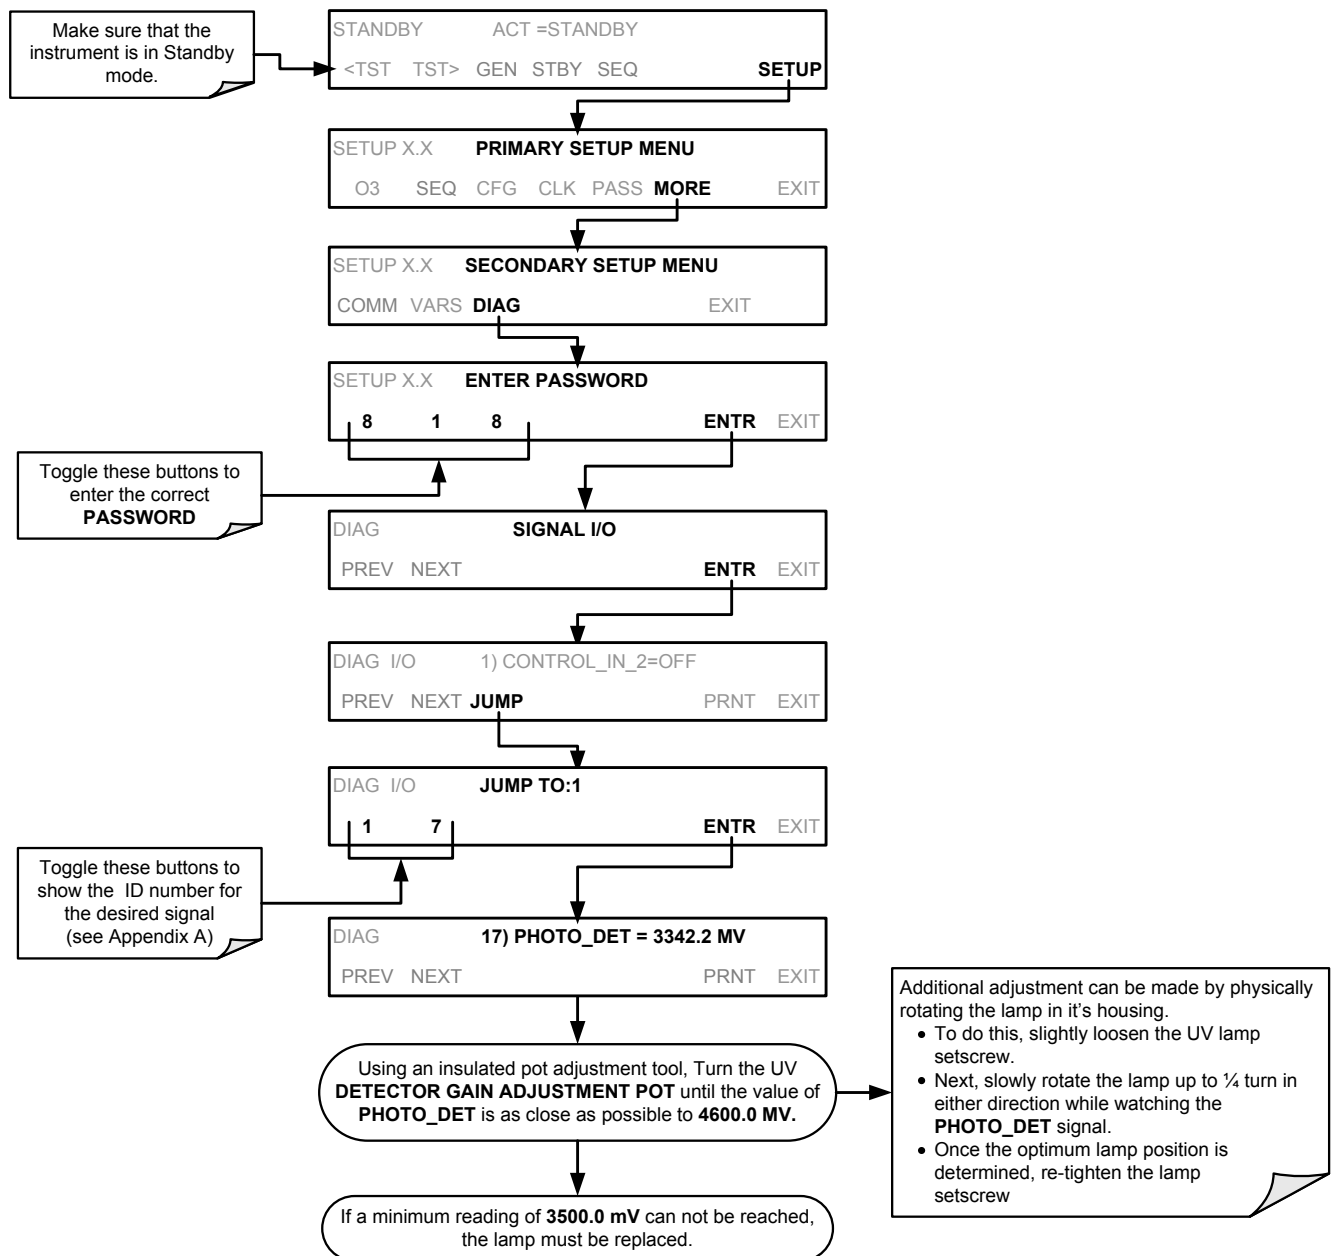 Make sure that the
instrument is in Standby
mode.
STANDBY ACT =STANDBY
<TST TST> GEN STBY SEQ SETUP
SETUP X.X PRIMARY SETUP MENU
O3 SEQ CFG CLK PASS MORE EXIT
SETUP X.X SECONDARY SETUP MENU
COMM VARS DIAG EXIT
SETUP X.X ENTER PASSWORD
8 1 8 ENTR EXIT
Toggle these buttons to
enter the correct
PASSWORD
DIAG SIGNAL I/O
PREV NEXT ENTR EXIT
DIAG I/O 1) CONTROL_IN_2=OFF
PREV NEXT JUMP PRNT EXIT
DIAG I/O JUMP TO:1
1 7 ENTR EXIT
Toggle these buttons to
show the ID number for
the desired signal
(see Appendix A)
DIAG 17) PHOTO_DET = 3342.2 MV
PREV NEXT PRNT EXIT
Using an insulated pot adjustment tool, Turn the UV
DETECTOR GAIN ADJUSTMENT POT until the value of
PHOTO_DET is as close as possible to 4600.0 MV.
Additional adjustment can be made by physically
rotating the lamp in it's housing.
• To do this, slightly loosen the UV lamp
setscrew.
• Next, slowly rotate the lamp up to ¼ turn in
either direction while watching the
PHOTO_DET signal.
• Once the optimum lamp position is
determined, re-tighten the lamp
setscrew
If a minimum reading of 3500.0 mV can not be reached,
the lamp must be replaced.